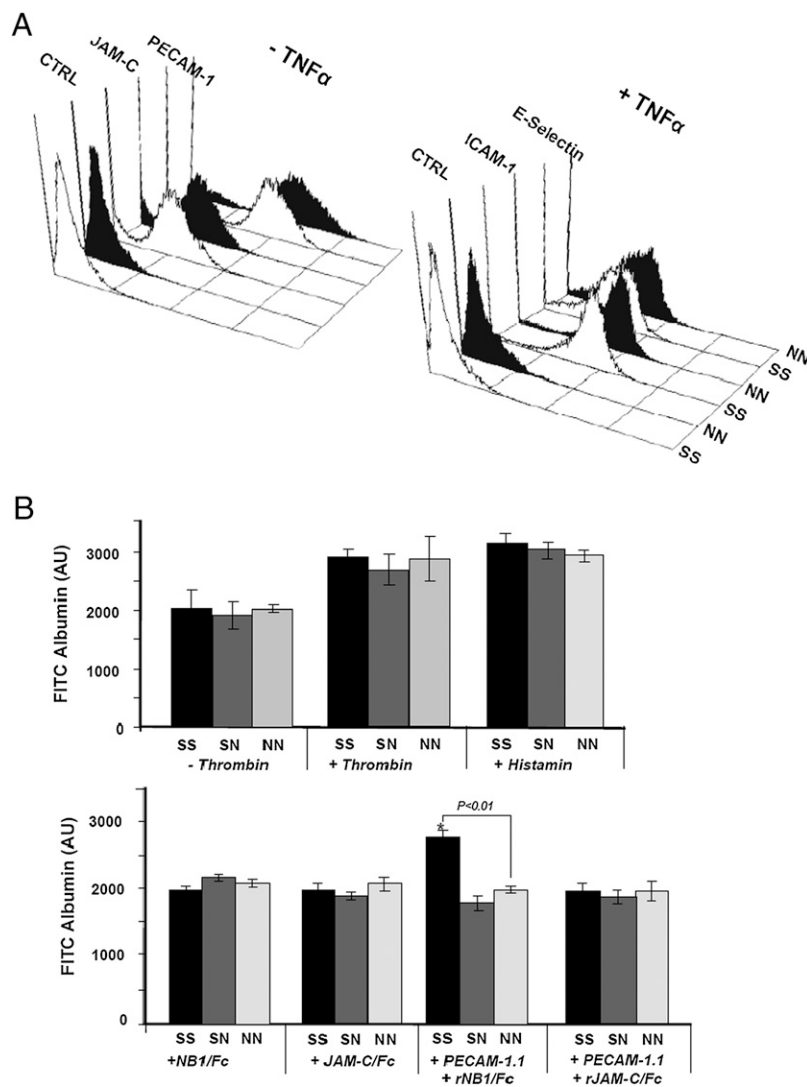 A
CTRL
JAM-C
PECAM-1
- TNFα
CTRL
ICAM-1
E-Selectin
+ TNFα
NN
SS
NN
SS
NN
SS
B
FITC Albumin (AU)
3000
2000
1000
0
SS SN NN SS SN NN SS SN NN
- Thrombin + Thrombin + Histamin
FITC Albumin (AU)
3000
2000
1000
0
*
P<0.01
SS SN NN SS SN NN SS SN NN SS SN NN
+NB1/Fc + JAM-C/Fc + PECAM-1.1 + PECAM-1.1
+ rNB1/Fc + rJAM-C/Fc